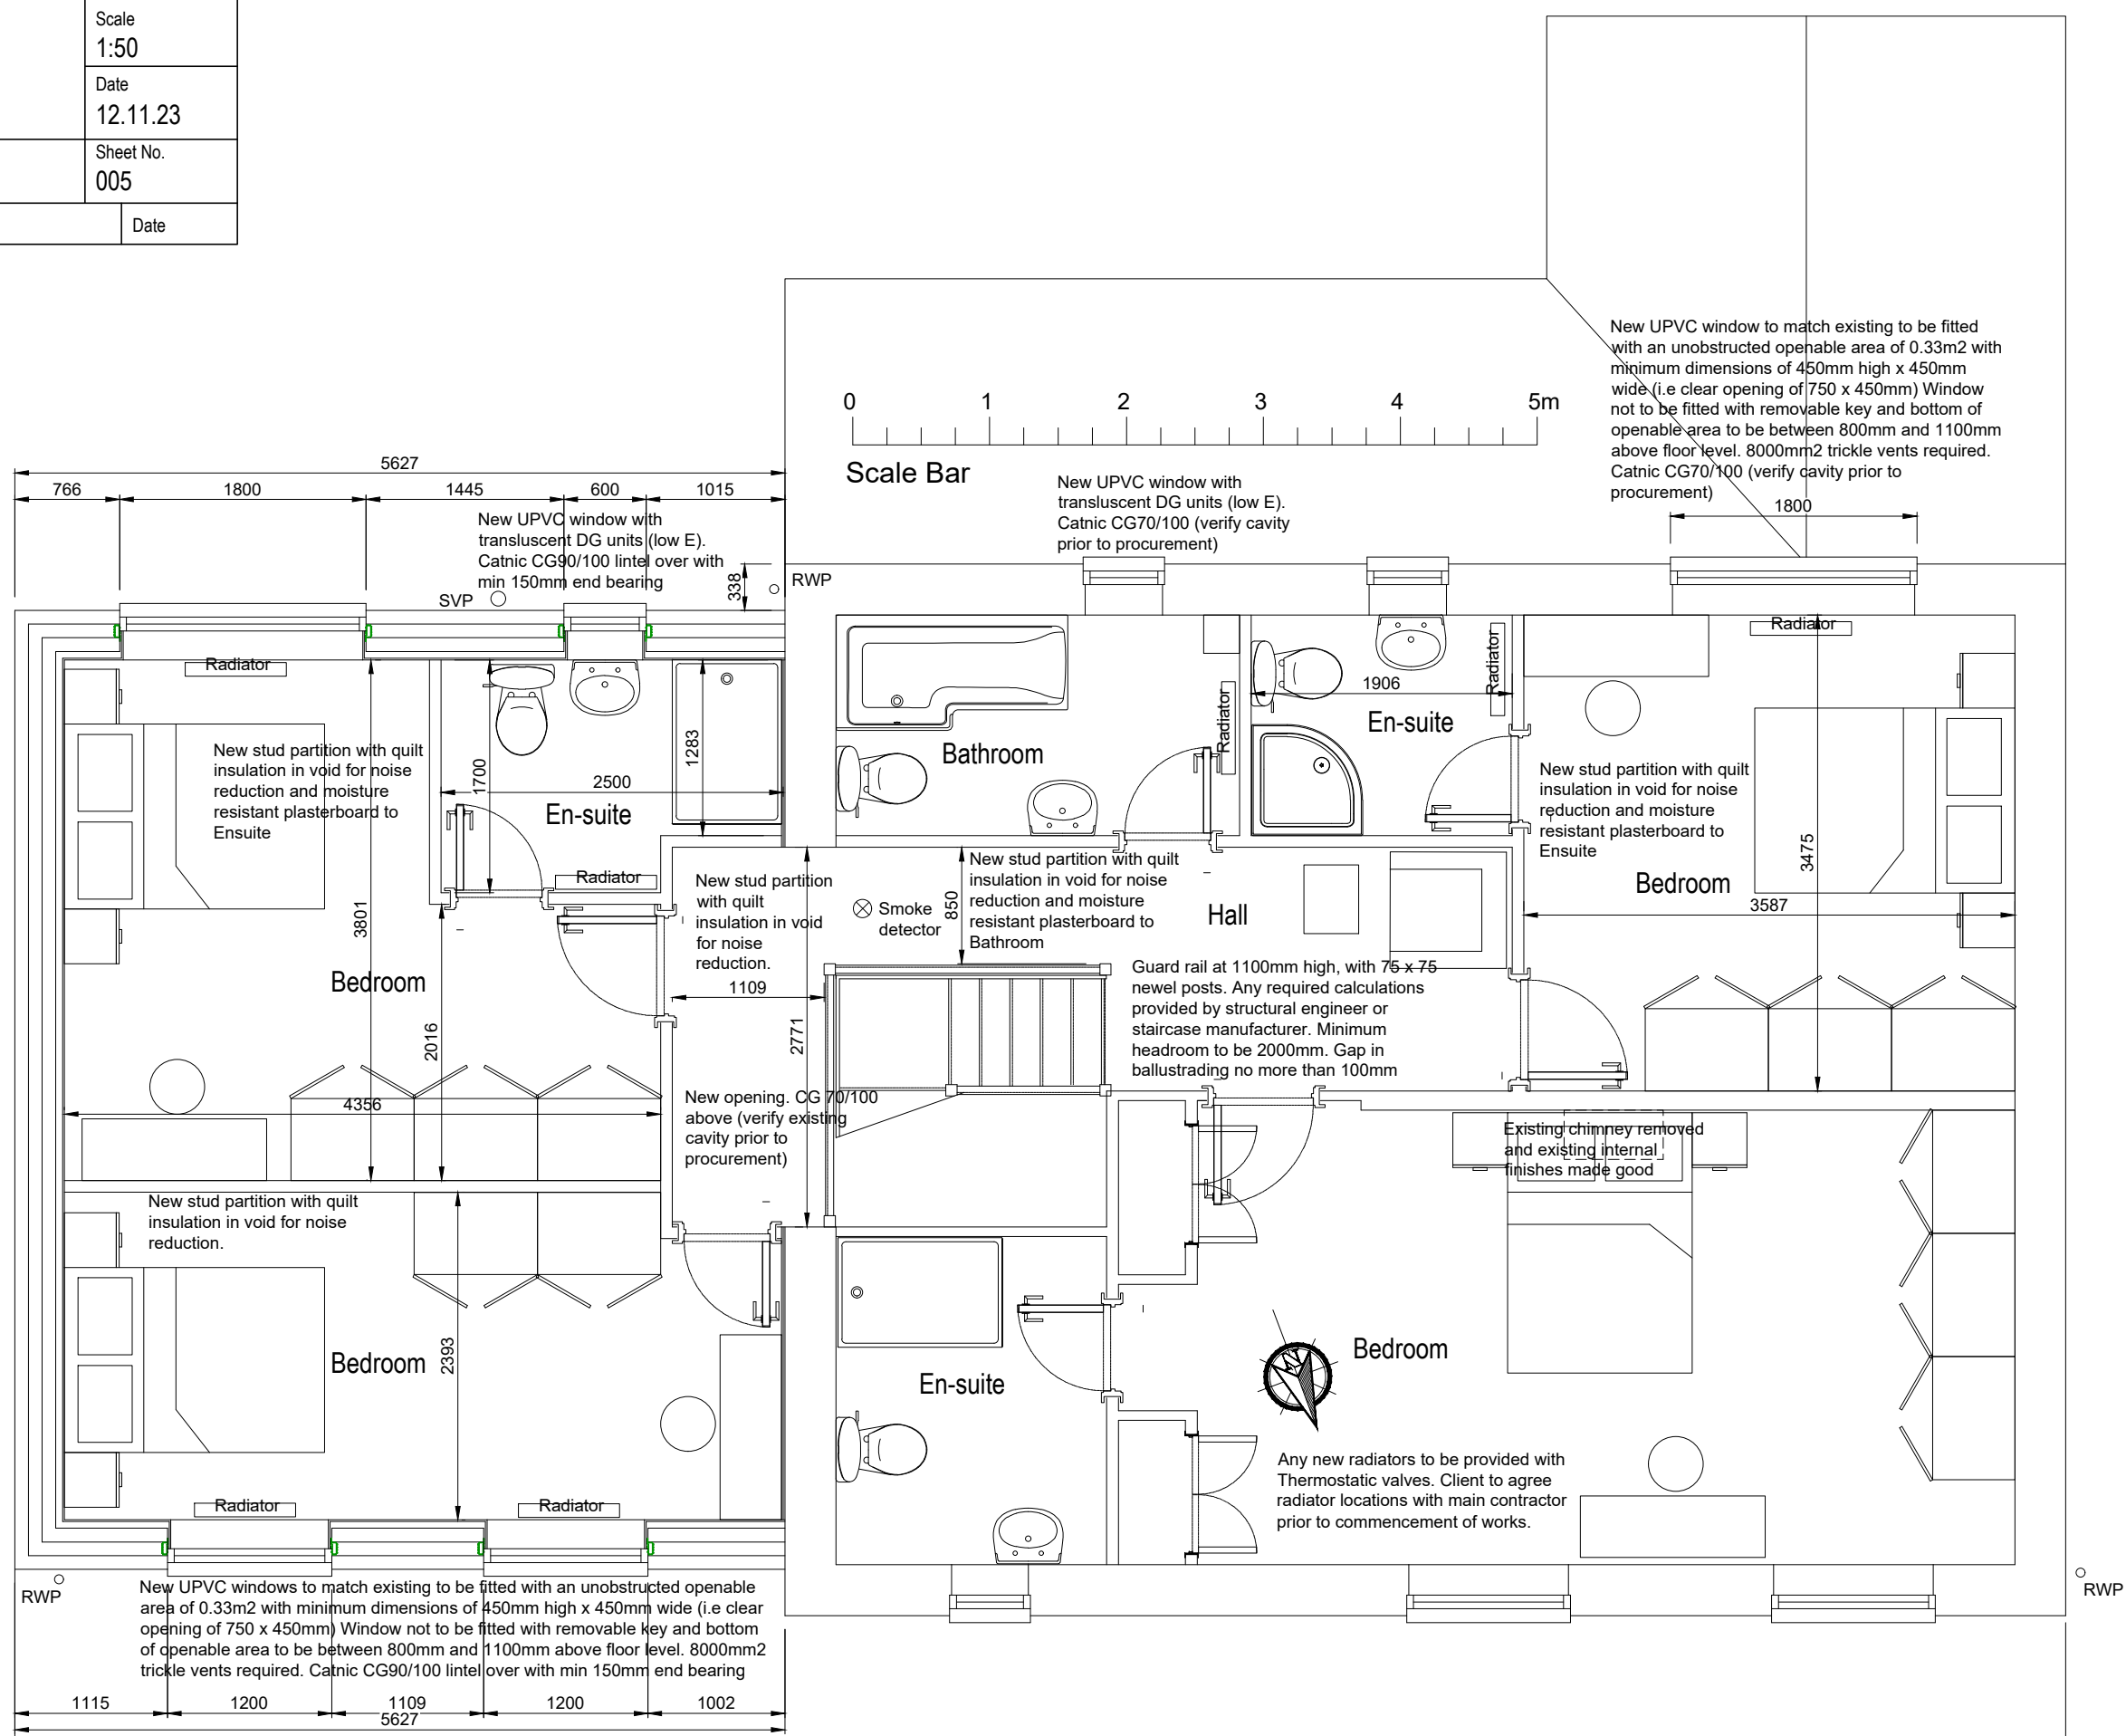 Scale
1:50
Date
12.11.23
Sheet No.
005
Date
New UPVC window to match existing to be fitted
with an unobstructed openable area of 0.33m2 with
minimum dimensions of 450mm high x 450mm
wide (i.e clear opening of 750 x 450mm) Window
not to be fitted with removable key and bottom of
openable area to be between 800mm and 1100mm
above floor level. 8000mm2 trickle vents required.
Catnic CG70/100 (verify cavity prior to
procurement)
1800
0 1 2 3 4 5m
Scale Bar
New UPVC window with
transluscent DG units (low E).
Catnic CG70/100 (verify cavity
prior to procurement)
5627
766 1800 1445 600 1015
New UPVC window with
transluscent DG units (low E).
Catnic CG90/100 lintel over with
min 150mm end bearing
338
RWP
SVP
Radiator
New stud partition with quilt
insulation in void for noise
reduction and moisture
resistant plasterboard to
Ensuite
1700
2500
1283
En-suite
Radiator
3801
Bedroom
2016
4356
Bathroom
Radiator
1906
En-suite
Radiator
Radiator
New stud partition with quilt
insulation in void for noise
reduction and moisture
resistant plasterboard to
Ensuite
3475
Bedroom
3587
New stud partition
with quilt
insulation in void
for noise
reduction.
1109
2771
Smoke
detector
850
New stud partition with quilt
insulation in void for noise
reduction and moisture
resistant plasterboard to
Bathroom
Hall
Guard rail at 1100mm high, with 75 x 75
newel posts. Any required calculations
provided by structural engineer or
staircase manufacturer. Minimum
headroom to be 2000mm. Gap in
ballustrading no more than 100mm
New opening. CG 70/100
above (verify existing
cavity prior to
procurement)
Existing chimney removed
and existing internal
finishes made good
New stud partition with quilt
insulation in void for noise
reduction.
Bedroom
2393
Radiator
Radiator
En-suite
Bedroom
Any new radiators to be provided with
Thermostatic valves. Client to agree
radiator locations with main contractor
prior to commencement of works.
RWP
RWP
New UPVC windows to match existing to be fitted with an unobstructed openable
area of 0.33m2 with minimum dimensions of 450mm high x 450mm wide (i.e clear
opening of 750 x 450mm) Window not to be fitted with removable key and bottom
of openable area to be between 800mm and 1100mm above floor level. 8000mm2
trickle vents required. Catnic CG90/100 lintel over with min 150mm end bearing
1115 1200 1109 1200 1002
5627